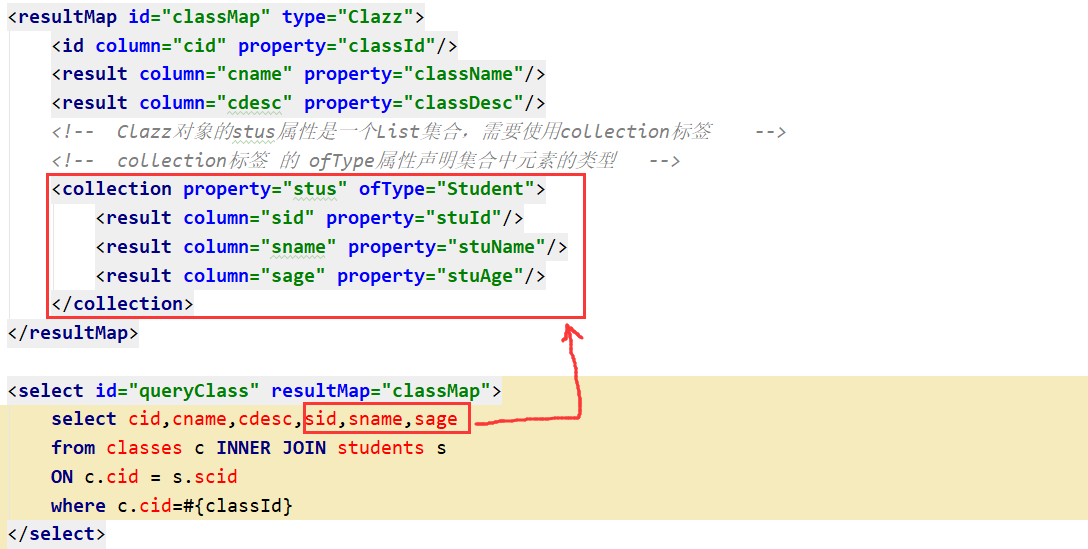 <resultMap id="classMap" type="Clazz">
<id column="cid" property="classId"/>
<result column="cname" property="className"/>
<result column="cdesc" property="classDesc"/>
<!--  Clazz对象的stus属性是一个List集合，需要使用collection标签    -->
<!--  collection标签 的 ofType属性声明集合中元素的类型   -->
<collection property="stus" ofType="Student">
<result column="sid" property="stuId"/>
<result column="sname" property="stuName"/>
<result column="sage" property="stuAge"/>
</collection>
</resultMap>
<select id="queryClass" resultMap="classMap">
select cid,cname,cdesc,sid,sname,sage
from classes c INNER JOIN students s
ON c.cid = s.scid
where c.cid=#{classId}
</select>